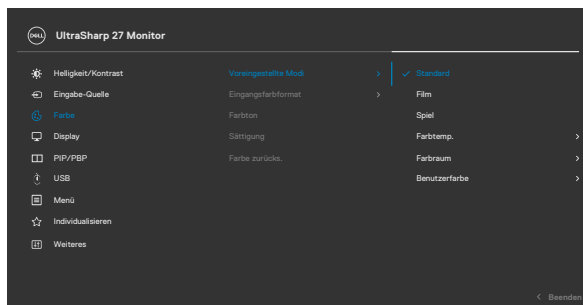 DELL UltraSharp 27 Monitor
Helligkeit/Kontrast Voreingestellte Modi Standard
Eingabe-Quelle Eingangsfarbformat Film
Farbe Farbton Spiel
Display Sättigung Farbtemp.
PIP/PBP Farbe zurücks. Farbraum
USB Benutzerfarbe
Menü
Individualisieren
Weiteres
Beenden